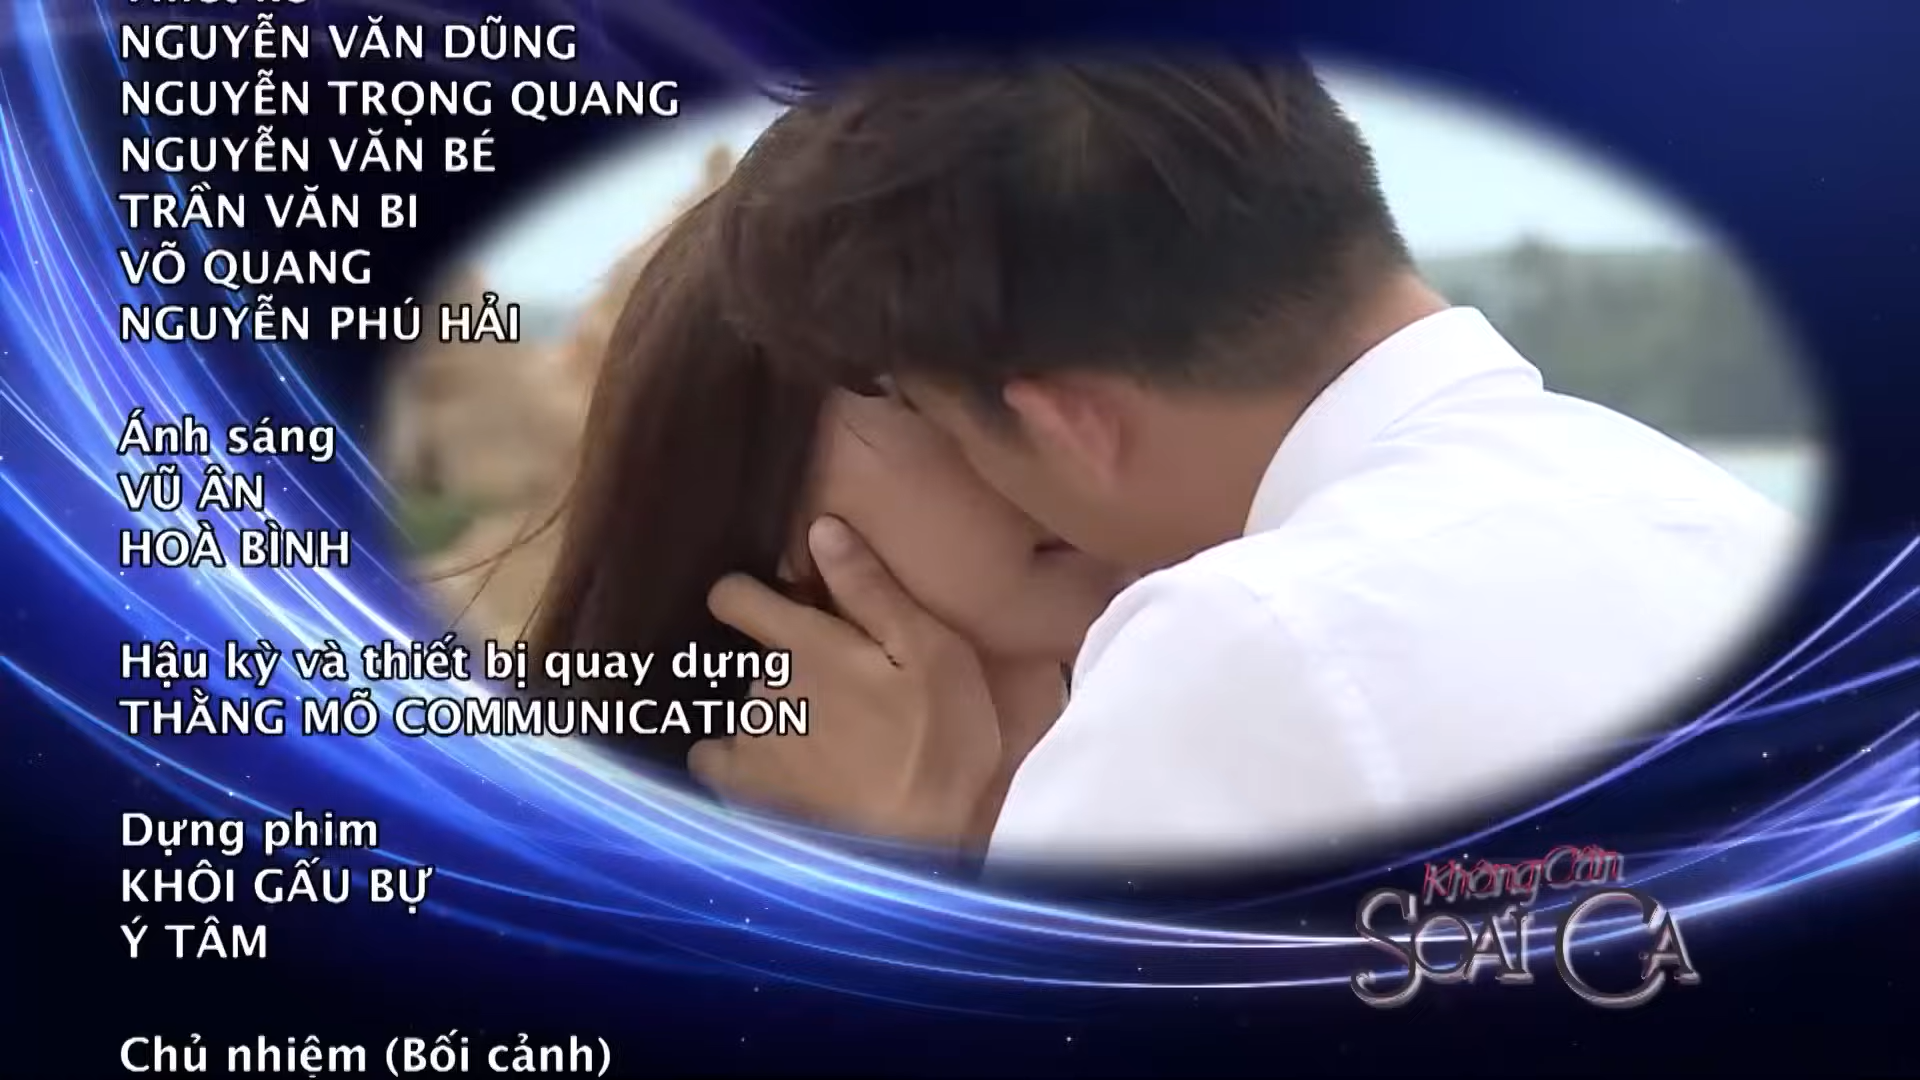 NGUYỄN VĂN DŨNG
NGUYỄN TRỌNG QUANG
NGUYỄN VĂN BÉ
TRẦN VĂN BI
VÕ QUANG
NGUYỄN PHÚ HẢI
Ánh sáng
VŨ ÂN
HOÀ BÌNH
Hậu kỳ và thiết bị quay dựng
THẰNG MÕ COMMUNICATION
Dựng phim
KHÔI GẤU BỰ
Ý TÂM
Chủ nhiệm (Bối cảnh)
Không Cần
SOÁI CA